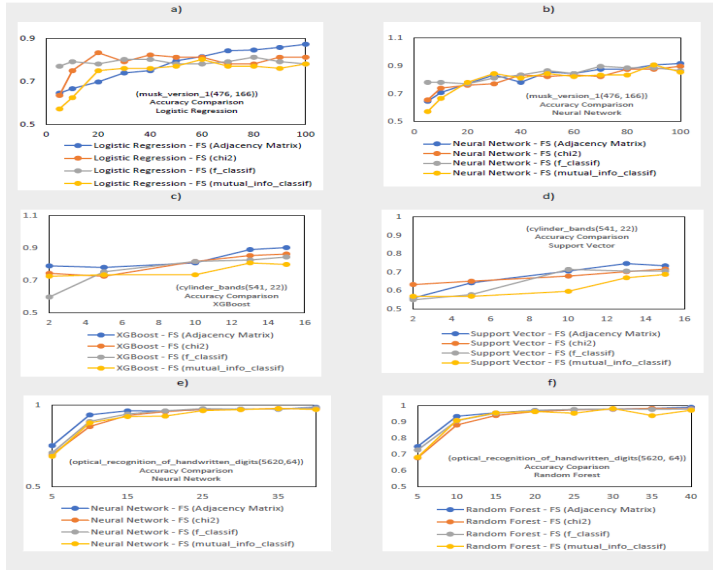 a)
0.9
0.7
0.5
0
20
40
60
80
100
(musk_version_1(476, 166))
Accuracy Comparison
Logistic Regression
Logistic Regression - FS (Adjacency Matrix)
Logistic Regression - FS (chi2)
Logistic Regression - FS (f_classif)
Logistic Regression - FS (mutual_info_classif)
b)
1.1
0.9
0.7
0.5
0
20
40
60
80
100
(musk_version_1(476, 166))
Accuracy Comparison
Neural Network
Neural Network - FS (Adjacency Matrix)
Neural Network - FS (chi2)
Neural Network - FS (f_classif)
Neural Network - FS (mutual_info_classif)
c)
1.1
0.9
0.7
0.5
2
4
6
8
10
12
14
16
(cylinder_bands(541, 22))
Accuracy Comparison
XGBoost
XGBoost - FS (Adjacency Matrix)
XGBoost - FS (chi2)
XGBoost - FS (f_classif)
XGBoost - FS (mutual_info_classif)
d)
1
0.9
0.8
0.7
0.6
0.5
2
4
6
8
10
12
14
16
(cylinder_bands(541, 22))
Accuracy Comparison
Support Vector
Support Vector - FS (Adjacency Matrix)
Support Vector - FS (chi2)
Support Vector - FS (f_classif)
Support Vector - FS (mutual_info_classif)
e)
1
0.5
5
15
25
35
(optical_recognition_of_handwritten_digits(5620,64))
Accuracy Comparison
Neural Network
Neural Network - FS (Adjacency Matrix)
Neural Network - FS (chi2)
Neural Network - FS (f_classif)
Neural Network - FS (mutual_info_classif)
f)
1
0.9
0.8
0.7
0.6
0.5
5
10
15
20
25
30
35
40
(optical_recognition_of_handwritten_digits(5620, 64))
Accuracy Coparison
Random Forest
Random Forest - FS (Adjacency Matrix)
Random Forest - FS (chi2)
Random Forest - FS (f_classif)
Random Forest - FS (mutual_info_classif)